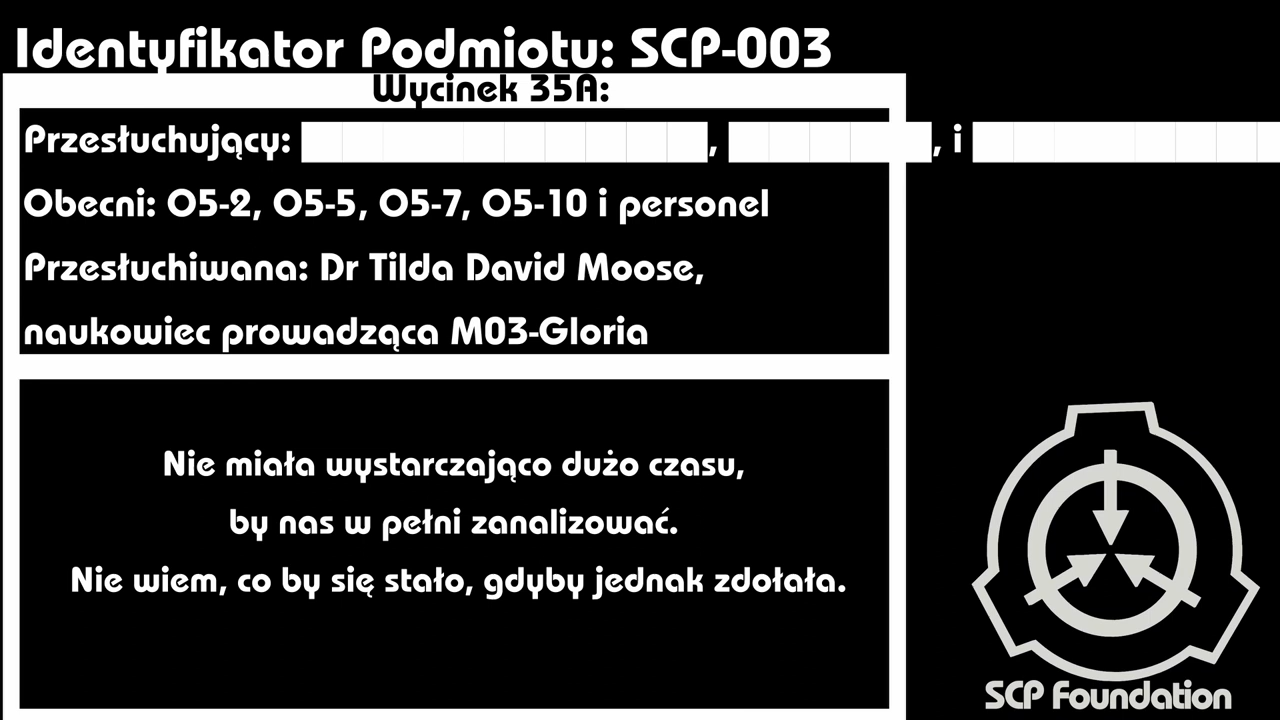 Identyfikator Podmiotu: SCP-003
Wycinek 35A:
Przesłuchujący: ████████████, ██████, i ██████████
Obecni: O5-2, O5-5, O5-7, O5-10 i personel
Przesłuchiwana: Dr Tilda David Moose,
naukowiec prowadząca M03-Gloria
Nie miała wystarczająco dużo czasu,
by nas w pełni zanalizować.
Nie wiem, co by się stało, gdyby jednak zdołała.
SCP Foundation